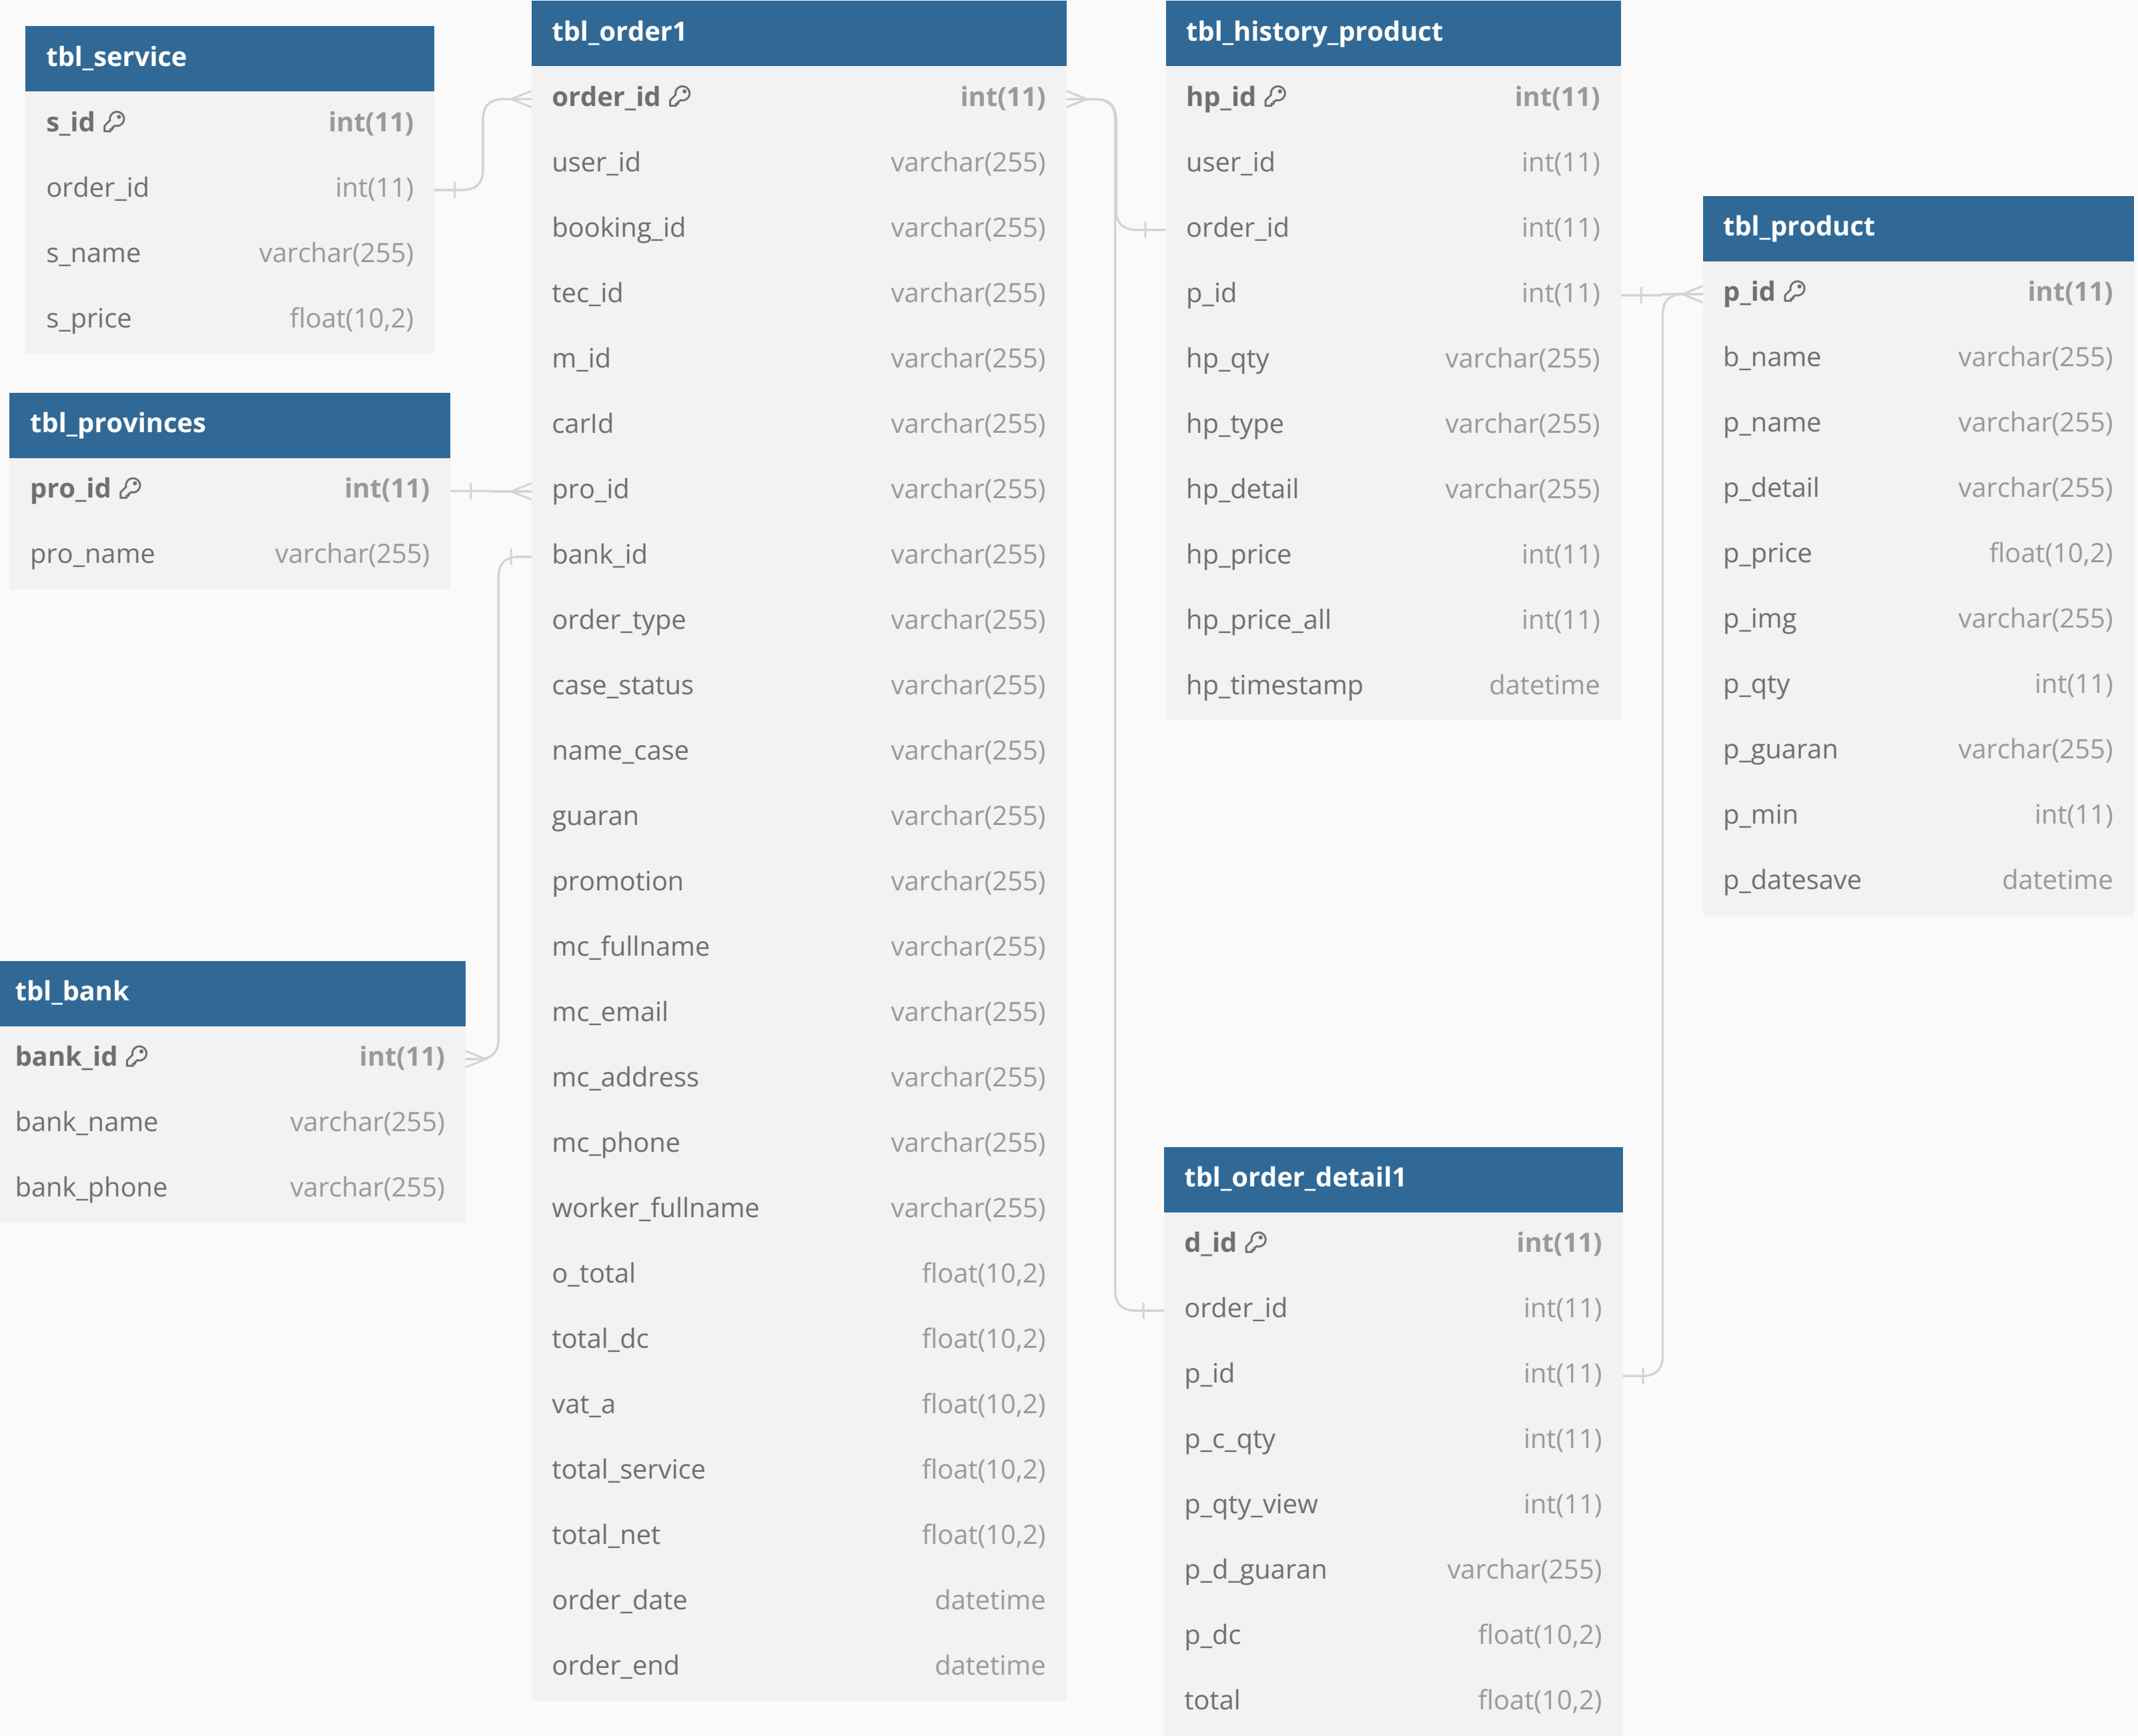 tbl_service
s_id int(11)
order_id int(11)
s_name varchar(255)
s_price float(10,2)
tbl_provinces
pro_id int(11)
pro_name varchar(255)
tbl_bank
bank_id int(11)
bank_name varchar(255)
bank_phone varchar(255)
tbl_order1
order_id int(11)
user_id varchar(255)
booking_id varchar(255)
tec_id varchar(255)
m_id varchar(255)
carId varchar(255)
pro_id varchar(255)
bank_id varchar(255)
order_type varchar(255)
case_status varchar(255)
name_case varchar(255)
guaran varchar(255)
promotion varchar(255)
mc_fullname varchar(255)
mc_email varchar(255)
mc_address varchar(255)
mc_phone varchar(255)
worker_fullname varchar(255)
o_total float(10,2)
total_dc float(10,2)
vat_a float(10,2)
total_service float(10,2)
total_net float(10,2)
order_date datetime
order_end datetime
tbl_history_product
hp_id int(11)
user_id int(11)
order_id int(11)
p_id int(11)
hp_qty varchar(255)
hp_type varchar(255)
hp_detail varchar(255)
hp_price int(11)
hp_price_all int(11)
hp_timestamp datetime
tbl_order_detail1
d_id int(11)
order_id int(11)
p_id int(11)
p_c_qty int(11)
p_qty_view int(11)
p_d_guaran varchar(255)
p_dc float(10,2)
total float(10,2)
tbl_product
p_id int(11)
b_name varchar(255)
p_name varchar(255)
p_detail varchar(255)
p_price float(10,2)
p_img varchar(255)
p_qty int(11)
p_guaran varchar(255)
p_min int(11)
p_datesave datetime